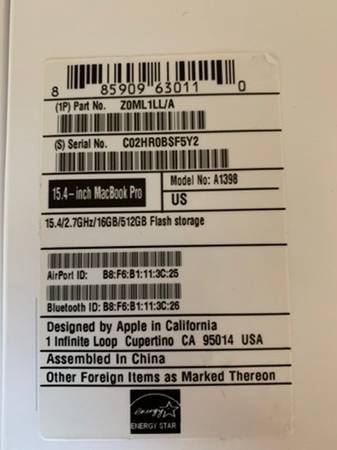 8 85909 63011 0
(1P) Part No. Z0ML1LL/A
(S) Serial No. C02HR0BSF5Y2
15.4-inch MacBook Pro
Model No: A1398
US
15.4/2.7GHz/16GB/512GB Flash storage
AirPort ID: B8:F6:B1:11:3C:25
Bluetooth ID: B8:F6:B1:11:3C:26
Designed by Apple in California
1 Infinite Loop Cupertino CA 95014 USA
Assembled In China
Other Foreign Items as Marked Thereon
energy
ENERGY STAR